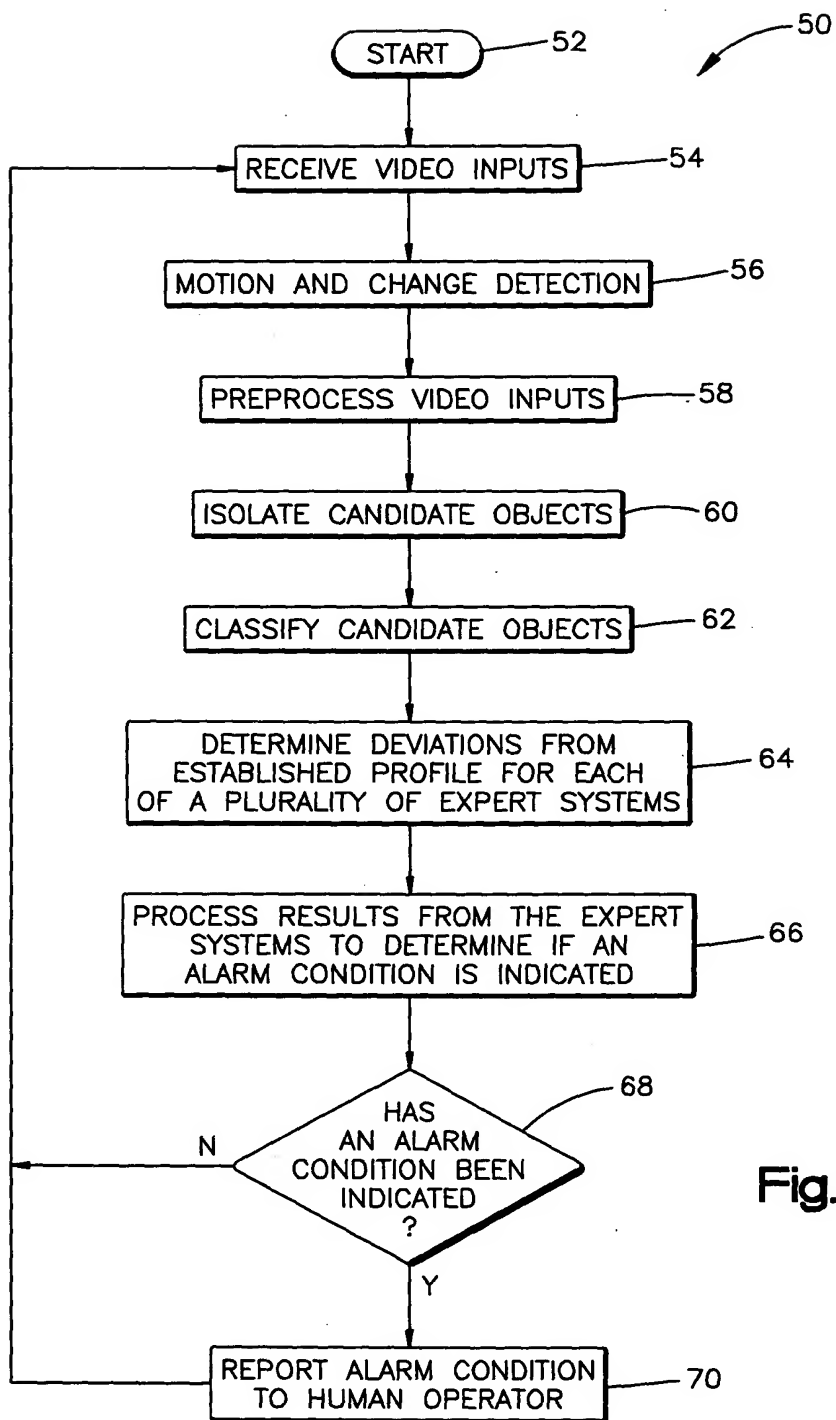 50
START
52
RECEIVE VIDEO INPUTS
54
MOTION AND CHANGE DETECTION
56
PREPROCESS VIDEO INPUTS
58
ISOLATE CANDIDATE OBJECTS
60
CLASSIFY CANDIDATE OBJECTS
62
DETERMINE DEVIATIONS FROM
ESTABLISHED PROFILE FOR EACH
OF A PLURALITY OF EXPERT SYSTEMS
64
PROCESS RESULTS FROM THE EXPERT
SYSTEMS TO DETERMINE IF AN
ALARM CONDITION IS INDICATED
66
HAS
AN ALARM
CONDITION BEEN
INDICATED
?
68
N
Y
Fig.
REPORT ALARM CONDITION
TO HUMAN OPERATOR
70